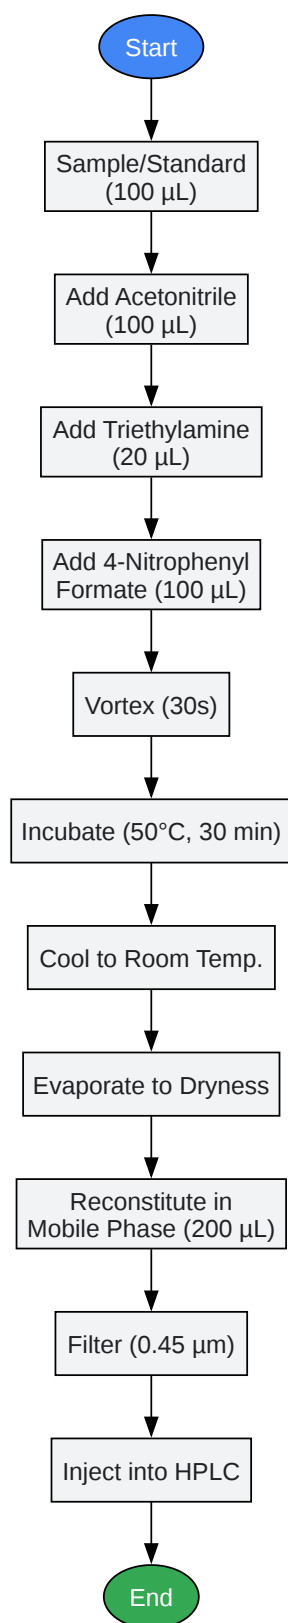 Start
Sample/Standard
(100 µL)
Add Acetonitrile
(100 µL)
Add Triethylamine
(20 µL)
Add 4-Nitrophenyl
Formate (100 µL)
Vortex (30s)
Incubate (50°C, 30 min)
Cool to Room Temp.
Evaporate to Dryness
Reconstitute in
Mobile Phase (200 µL)
Filter (0.45 µm)
Inject into HPLC
End